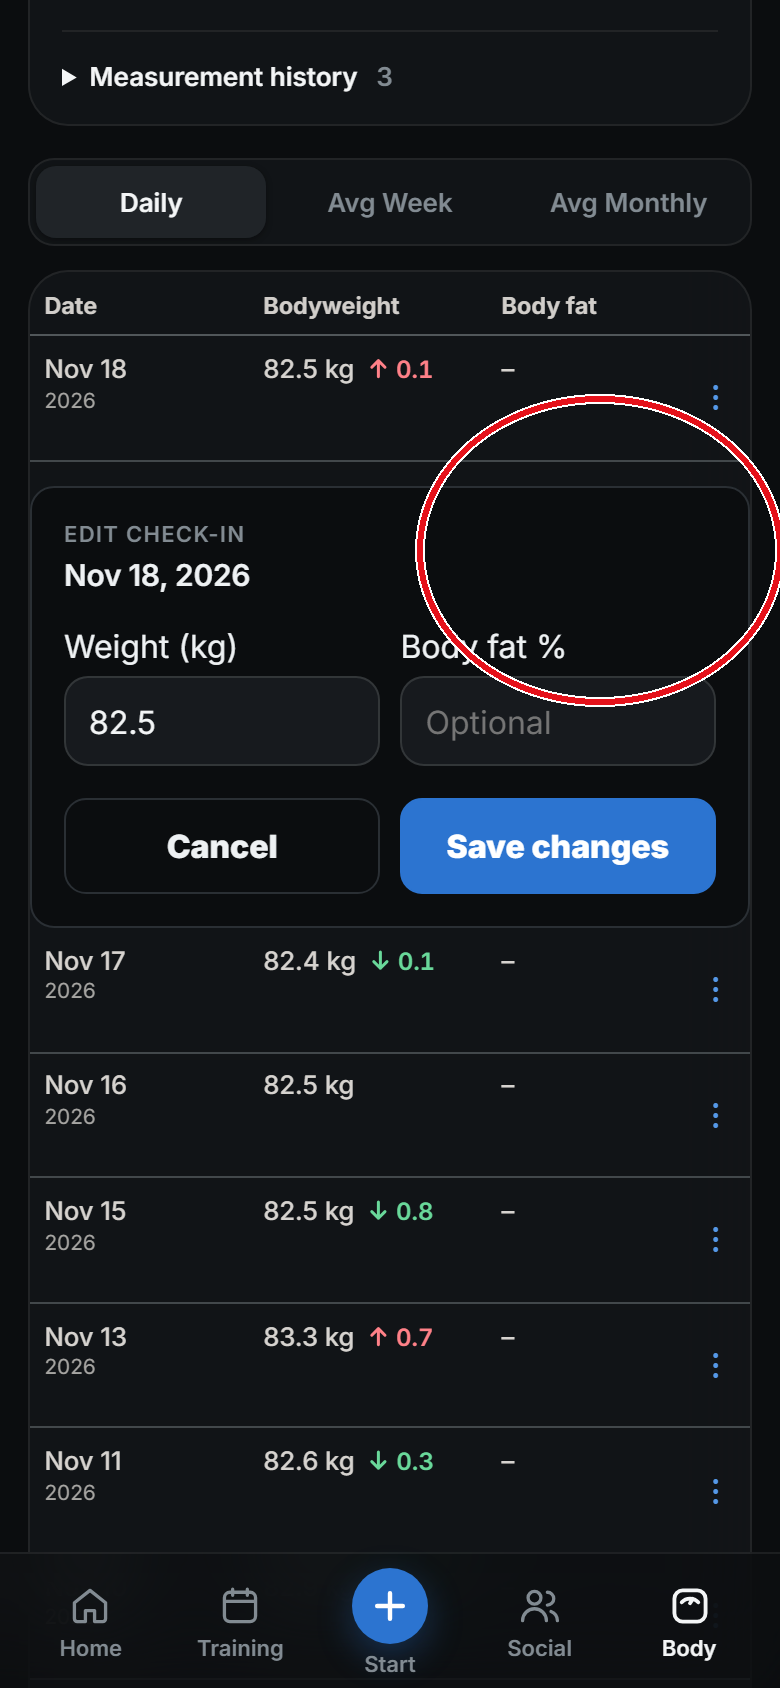 Measurement history 3
Daily Avg Week Avg Monthly
Date Bodyweight Body fat
Nov 18 82.5 kg ↑ 0.1 –
2026
EDIT CHECK-IN
Nov 18, 2026
Weight (kg) Body fat %
82.5 Optional
Cancel Save changes
Nov 17 82.4 kg ↓ 0.1 –
2026
Nov 16 82.5 kg –
2026
Nov 15 82.5 kg ↓ 0.8 –
2026
Nov 13 83.3 kg ↑ 0.7 –
2026
Nov 11 82.6 kg ↓ 0.3 –
2026
Home Training Start Social Body